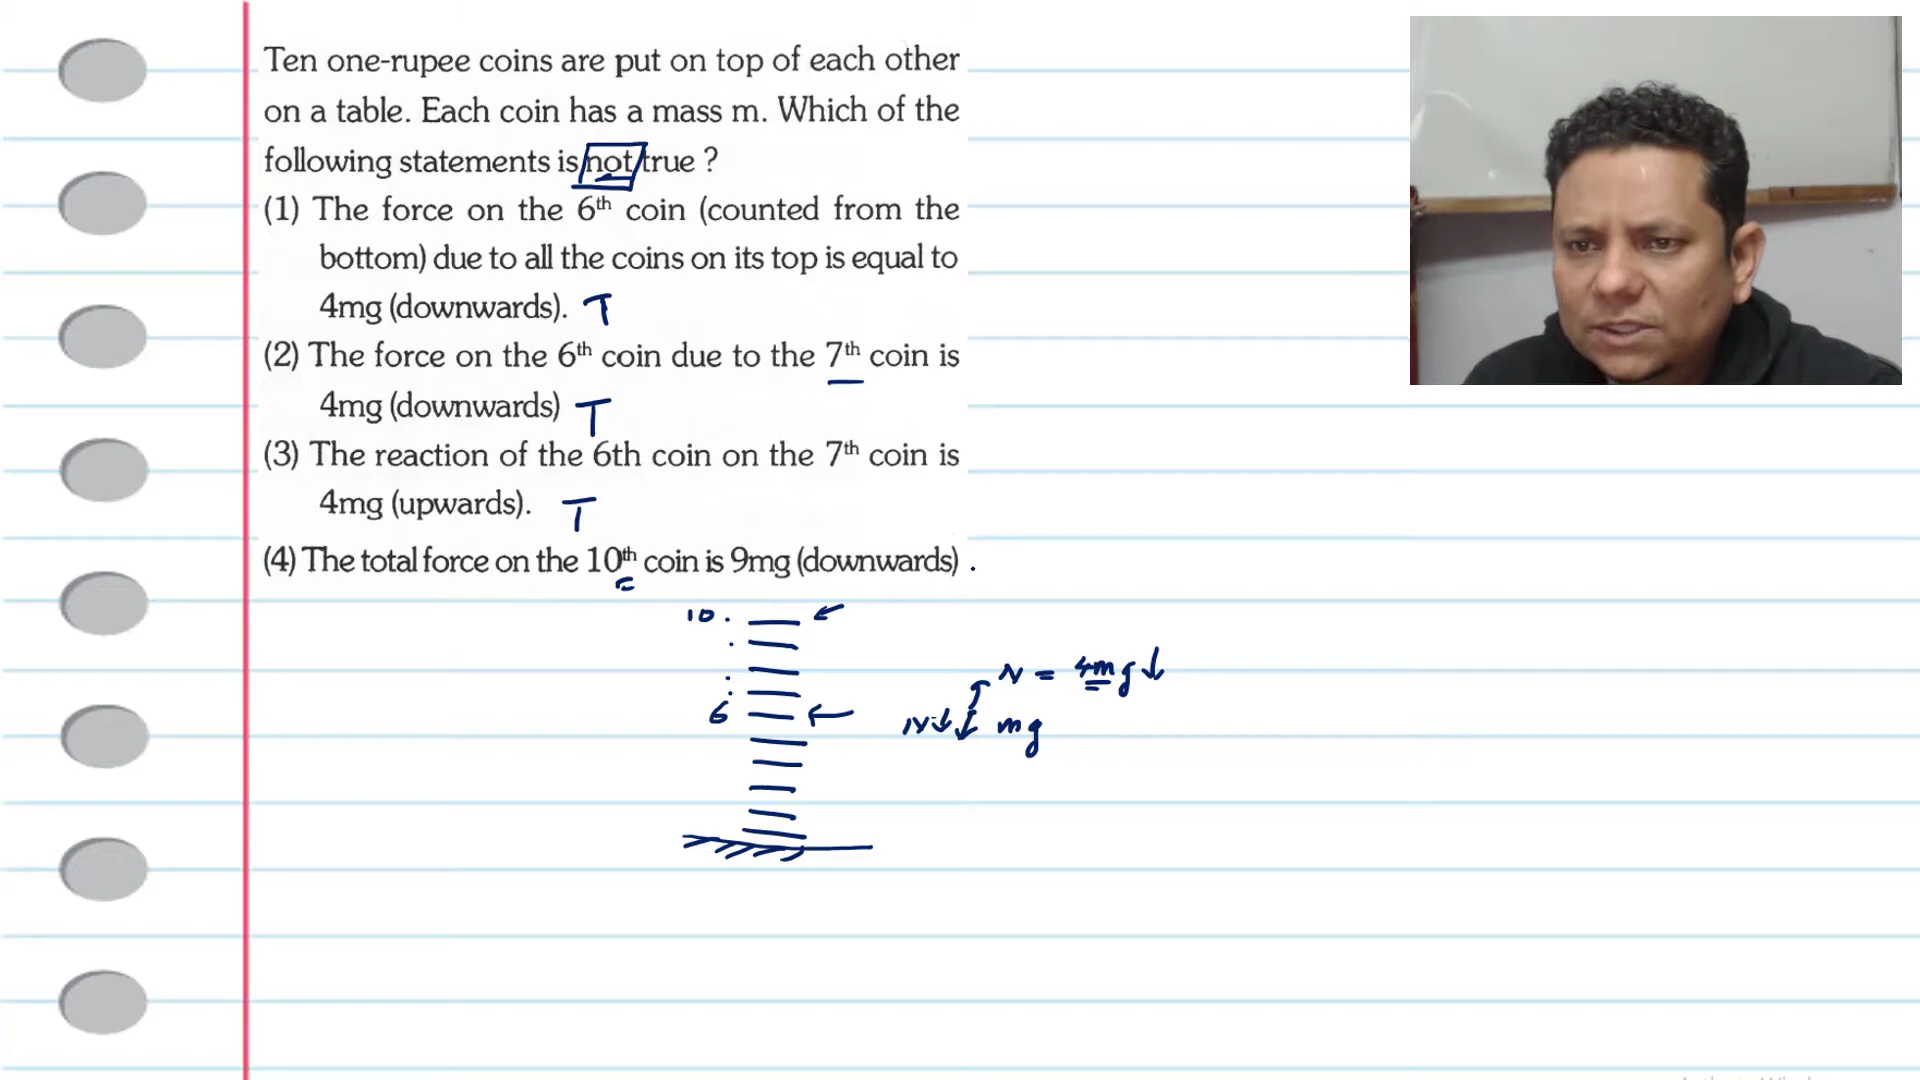 Ten one-rupee coins are put on top of each other
on a table. Each coin has a mass m. Which of the
following statements is not true ?
(1) The force on the 6th coin (counted from the
bottom) due to all the coins on its top is equal to
4mg (downwards). T
(2) The force on the 6th coin due to the 7th coin is
4mg (downwards) T
(3) The reaction of the 6th coin on the 7th coin is
4mg (upwards). T
(4) The total force on the 10th coin is 9mg (downwards) .
10
N = 4mg ↓
6
N ↓ ↓ mg